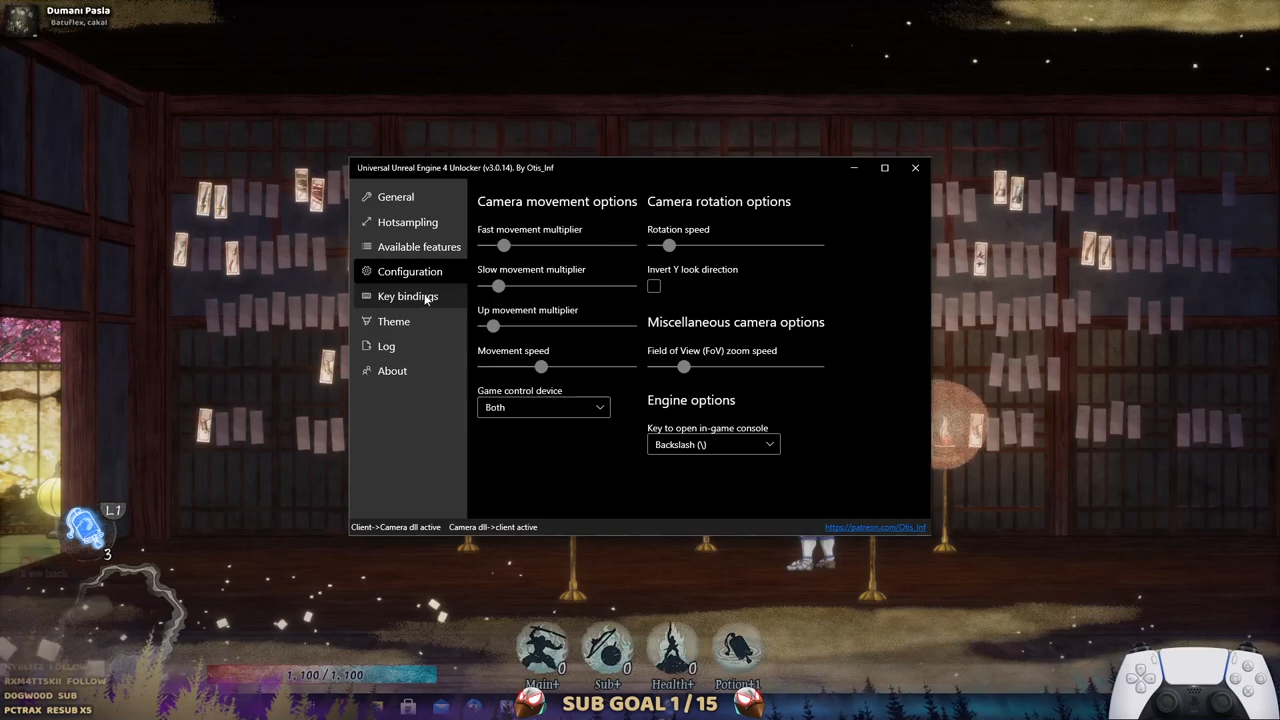 Dumanı Pasla
Batuflex, cakal
Universal Unreal Engine 4 Unlocker (v3.0.14). By Otis_Inf
General
Hotsampling
Available features
Configuration
Key bindings
Theme
Log
About
Camera movement options
Fast movement multiplier
Slow movement multiplier
Up movement multiplier
Movement speed
Game control device
Both
Camera rotation options
Rotation speed
Invert Y look direction
Miscellaneous camera options
Field of View (FoV) zoom speed
Engine options
Key to open in-game console
Backslash (\)
Client->Camera dll active
Camera dll->client active
https://patreon.com/Otis_Inf
L1
3
1,100 / 1,100
0
0
0
Main+
Sub+
Health+
Potion+1
SUB GOAL 1 / 15
FOLLOW
RXM4TTSKII FOLLOW
DOGWOOD SUB
PCTRAX RESUB X5